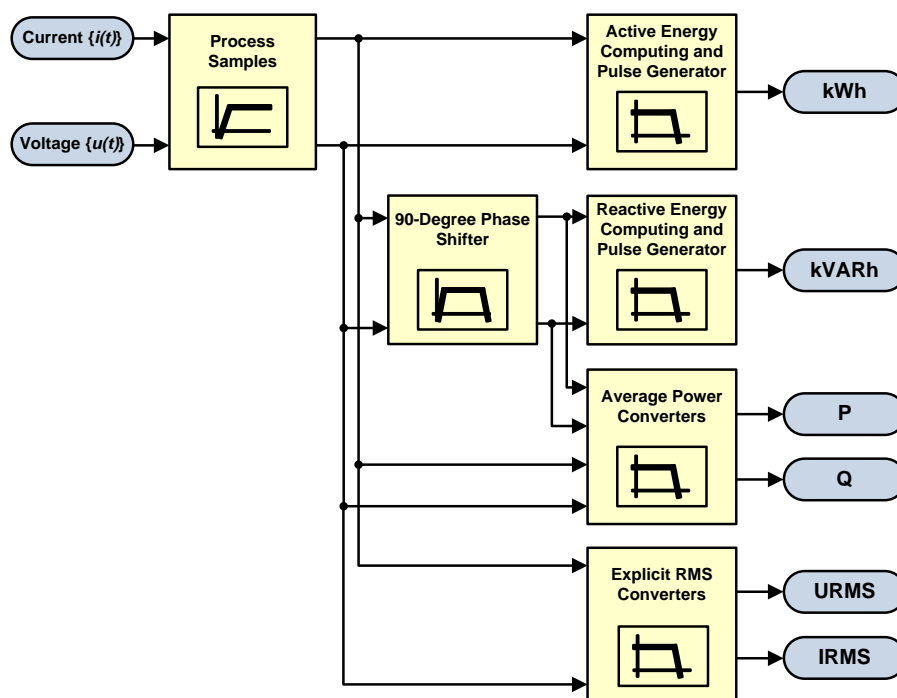 Current {i(t)}
Voltage {u(t)}
Process
Samples
Active Energy
Computing and
Pulse Generator
kWh
90-Degree Phase
Shifter
Reactive Energy
Computing and
Pulse Generator
kVARh
Average Power
Converters
P
Q
Explicit RMS
Converters
URMS
IRMS